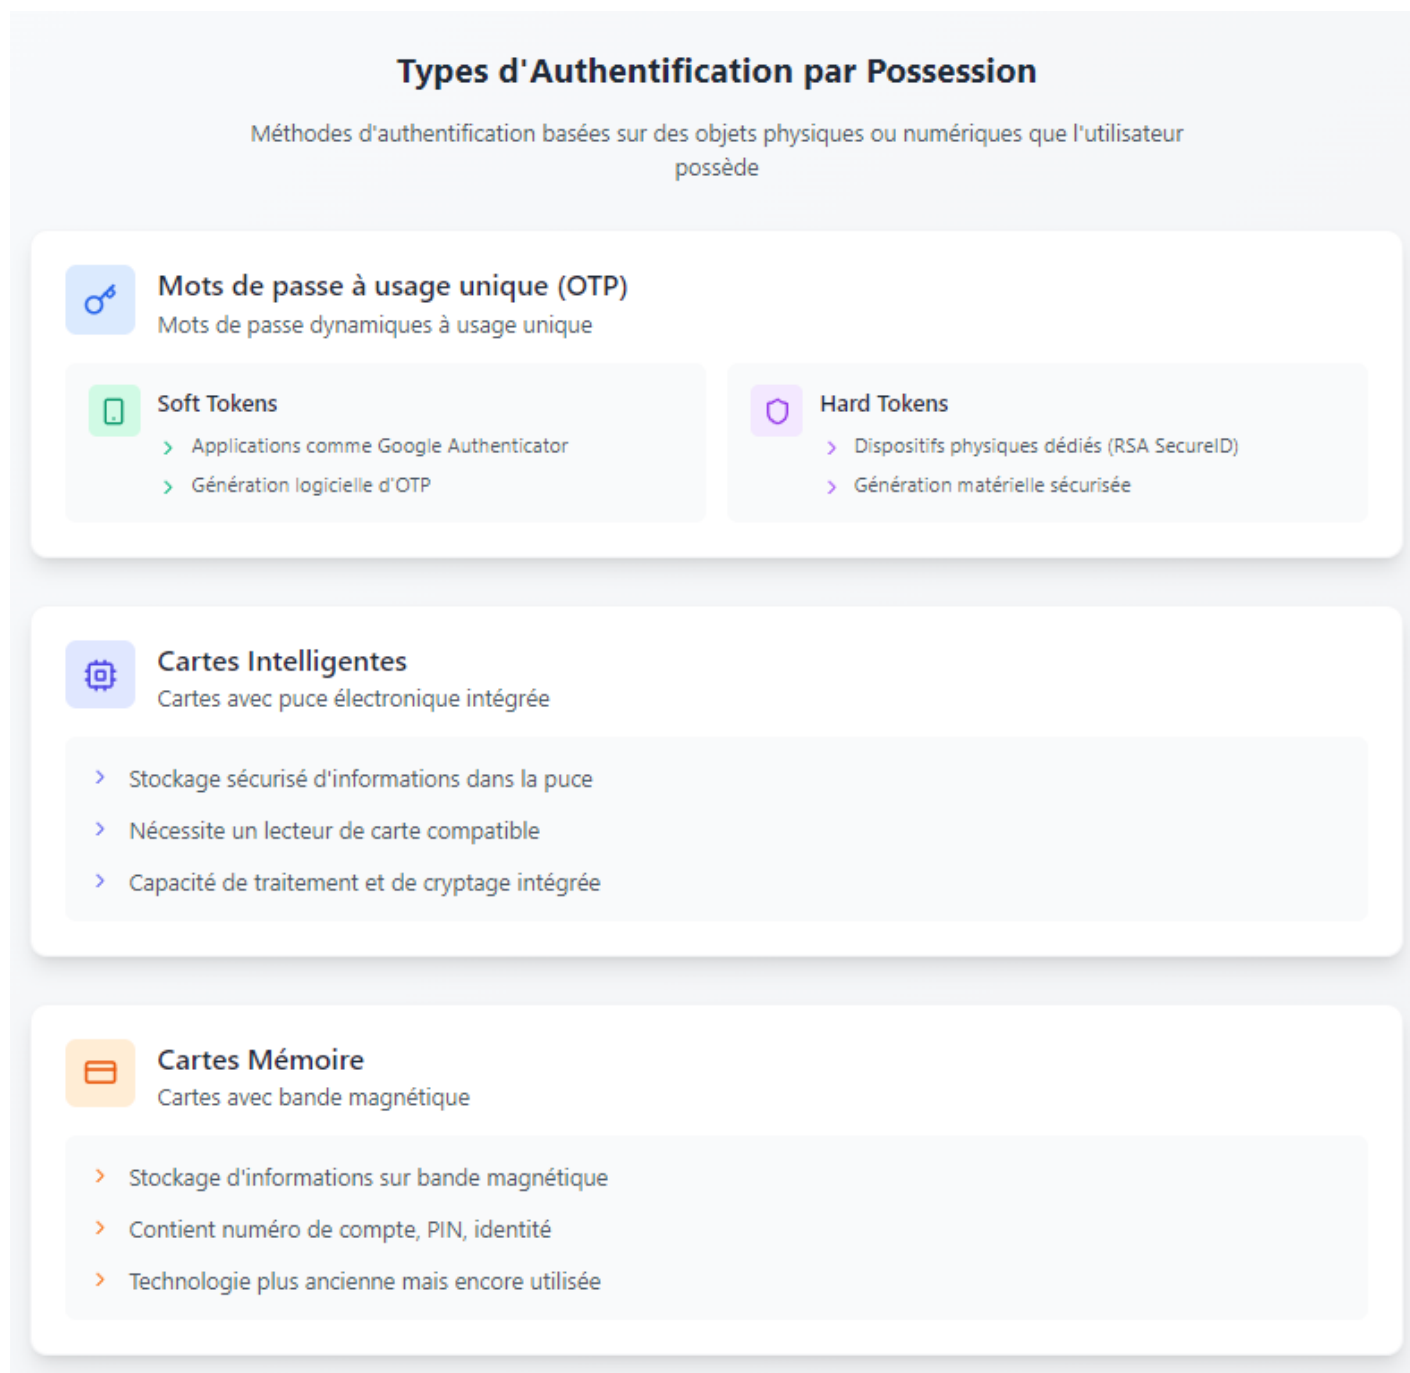 Types d'Authentification par Possession
Méthodes d'authentification basées sur des objets physiques ou numériques que l'utilisateur
possède
Mots de passe à usage unique (OTP)
Mots de passe dynamiques à usage unique
Soft Tokens
Applications comme Google Authenticator
Génération logicielle d'OTP
Hard Tokens
Dispositifs physiques dédiés (RSA SecureID)
Génération matérielle sécurisée
Cartes Intelligentes
Cartes avec puce électronique intégrée
Stockage sécurisé d'informations dans la puce
Nécessite un lecteur de carte compatible
Capacité de traitement et de cryptage intégrée
Cartes Mémoire
Cartes avec bande magnétique
Stockage d'informations sur bande magnétique
Contient numéro de compte, PIN, identité
Technologie plus ancienne mais encore utilisée